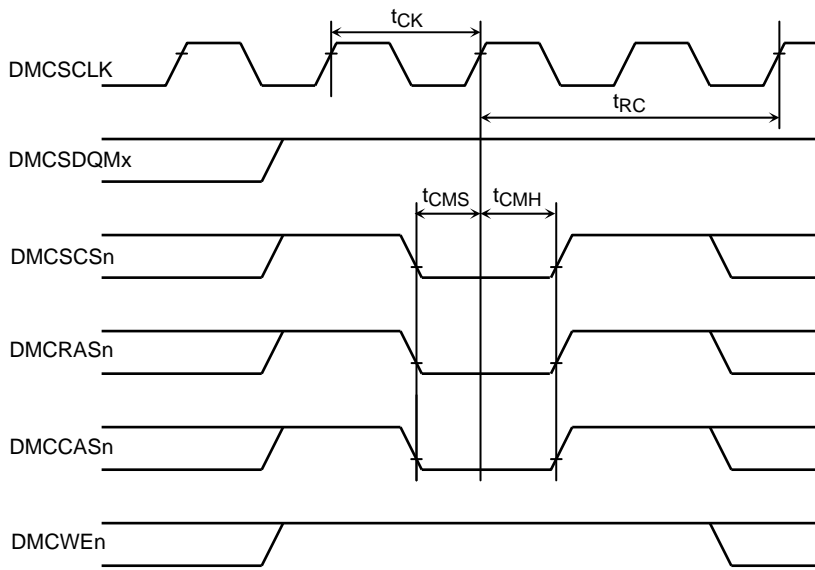 tCK
DMCSCLK
tRC
DMCSDQMx
tCMS tCMH
DMCSCSn
DMCRASn
DMCCASn
DMCWEn